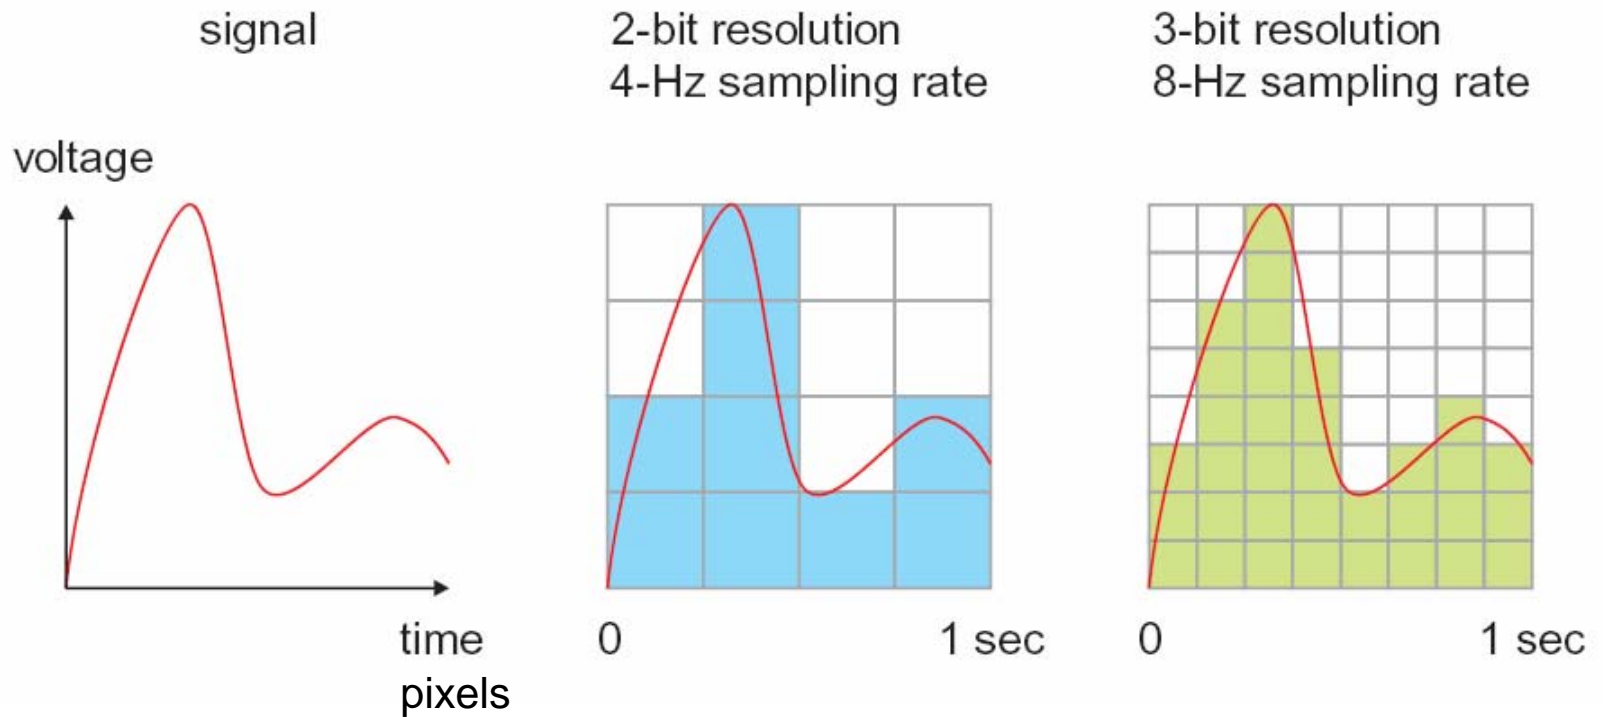 signal
2-bit resolution
4-Hz sampling rate
3-bit resolution
8-Hz sampling rate
voltage
time
pixels
0
1 sec
0
1 sec